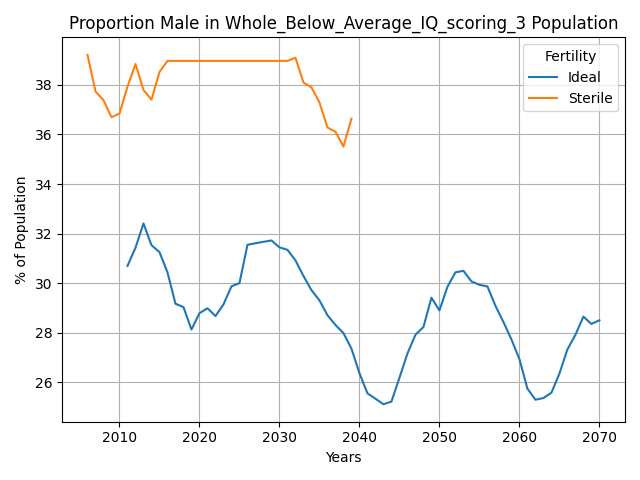 Proportion Male in Whole_Below_Average_IQ_scoring_3 Population
Fertility
Ideal
Sterile
% of Population
38
36
34
32
30
28
26
2010 2020 2030 2040 2050 2060 2070
Years